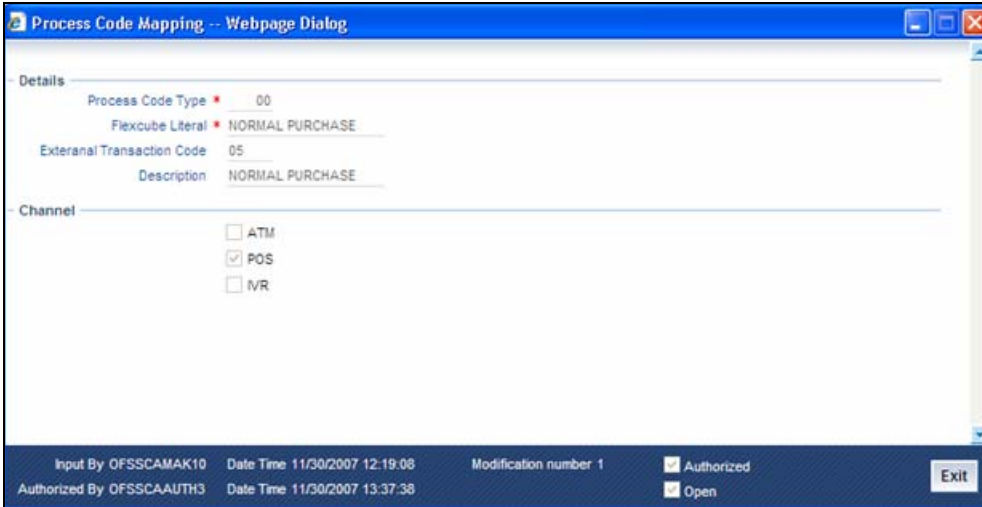 Process Code Mapping -- Webpage Dialog
Details
Process Code Type * 00
Flexcube Literal * NORMAL PURCHASE
Exteranal Transaction Code 05
Description NORMAL PURCHASE
Channel
ATM
POS
IVR
Input By OFSSCAMAK10 Date Time 11/30/2007 12:19:08 Modification number 1 Authorized
Authorized By OFSSCAAUTH3 Date Time 11/30/2007 13:37:38 Open
Exit